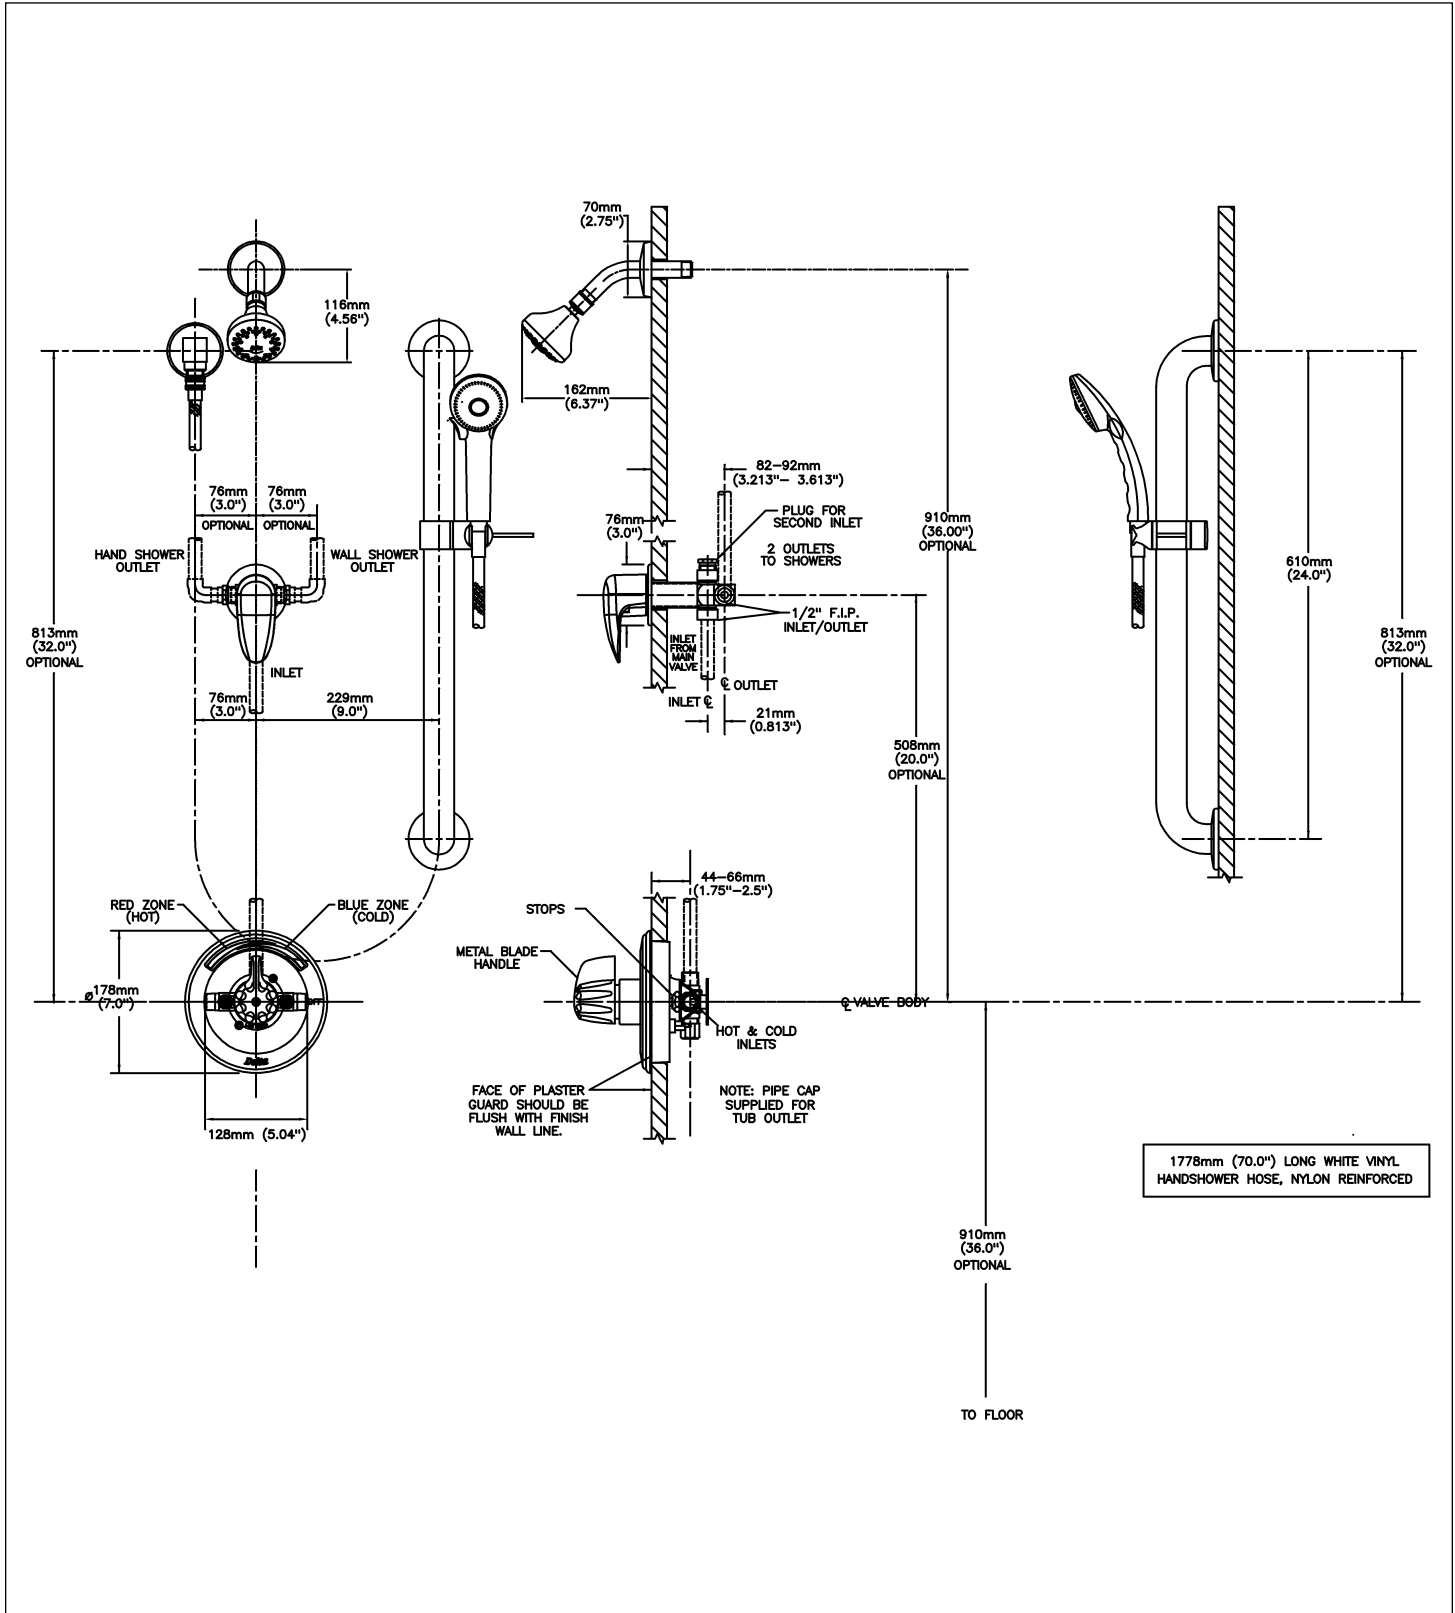 70mm
(2.75")
116mm
(4.56")
162mm
(6.37")
82–92mm
(3.213"– 3.613")
76mm
(3.0")
76mm
(3.0")
OPTIONAL
OPTIONAL
HAND SHOWER
OUTLET
WALL SHOWER
OUTLET
76mm
(3.0")
PLUG FOR
SECOND INLET
2 OUTLETS
TO SHOWERS
910mm
(36.00")
OPTIONAL
610mm
(24.0")
1/2" F.I.P.
INLET/OUTLET
813mm
(32.0")
OPTIONAL
813mm
(32.0")
OPTIONAL
INLET
FROM
MAIN
VALVE
INLET
℄ OUTLET
INLET ℄
76mm
(3.0")
229mm
(9.0")
21mm
(0.813")
508mm
(20.0")
OPTIONAL
44–66mm
(1.75"–2.5")
RED ZONE
(HOT)
BLUE ZONE
(COLD)
STOPS
METAL BLADE
HANDLE
ø178mm
(7.0")
OFF
℄ VALVE BODY
HOT & COLD
INLETS
Delta
FACE OF PLASTER
GUARD SHOULD BE
FLUSH WITH FINISH
WALL LINE.
NOTE: PIPE CAP
SUPPLIED FOR
TUB OUTLET
128mm (5.04")
1778mm (70.0") LONG WHITE VINYL
HANDSHOWER HOSE, NYLON REINFORCED
910mm
(36.0")
OPTIONAL
TO FLOOR